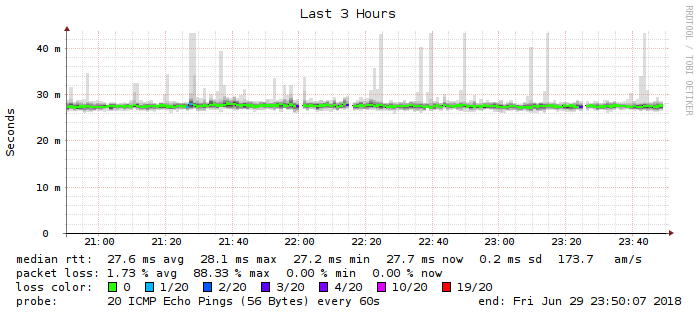 Last 3 Hours
RRDTOOL / TOBI OETIKER
Seconds
40 m
30 m
20 m
10 m
0
21:00 21:20 21:40 22:00 22:20 22:40 23:00 23:20 23:40
median rtt: 27.6 ms avg 28.1 ms max 27.2 ms min 27.7 ms now 0.2 ms sd 173.7 am/s
packet loss: 1.73 % avg 88.33 % max 0.00 % min 0.00 % now
loss color: 0 1/20 2/20 3/20 4/20 10/20 19/20
probe: 20 ICMP Echo Pings (56 Bytes) every 60s end: Fri Jun 29 23:50:07 2018